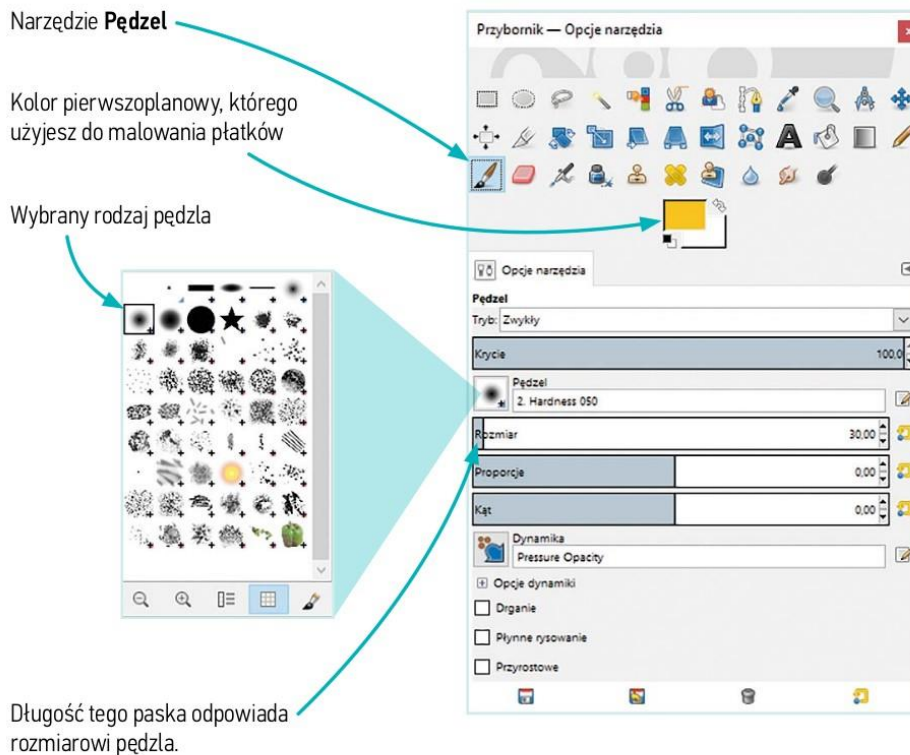 Narzędzie Pędzel
Kolor pierwszoplanowy, którego
użyjesz do malowania płatków
Wybrany rodzaj pędzla
Długość tego paska odpowiada
rozmiarowi pędzla.
Przybornik — Opcje narzędzia
Opcje narzędzia
Pędzel
Tryb: Zwykły
Krycie 100,0
Pędzel
2. Hardness 050
Rozmiar 30,00
Proporcje 0,00
Kąt 0,00
Dynamika
Pressure Opacity
Opcje dynamiki
Drganie
Płynne rysowanie
Przyrostowe